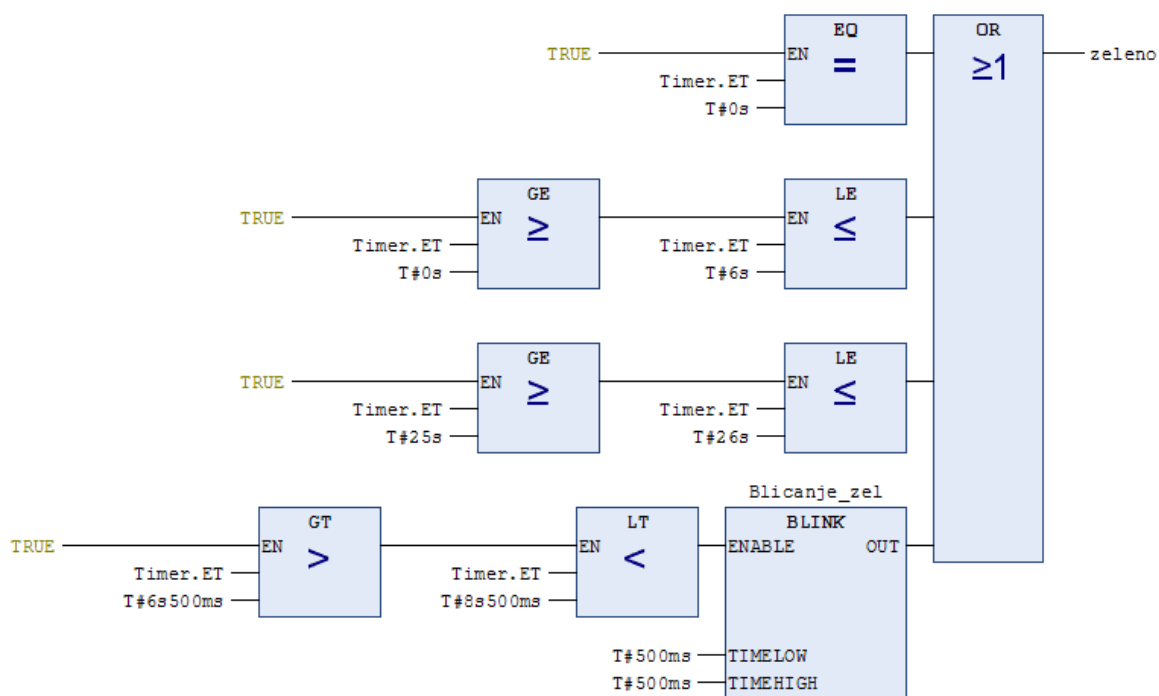 EQ
OR
TRUE
EN
=
≥1
zeleno
Timer.ET
T#0s
GE
LE
TRUE
EN
≥
EN
≤
Timer.ET
Timer.ET
T#0s
T#6s
GE
LE
TRUE
EN
≥
EN
≤
Timer.ET
Timer.ET
T#25s
T#26s
Blicanje_zel
GT
LT
BLINK
TRUE
EN
>
EN
<
ENABLE OUT
Timer.ET
Timer.ET
T#6s500ms
T#8s500ms
T#500ms
TIMELOW
T#500ms
TIMEHIGH